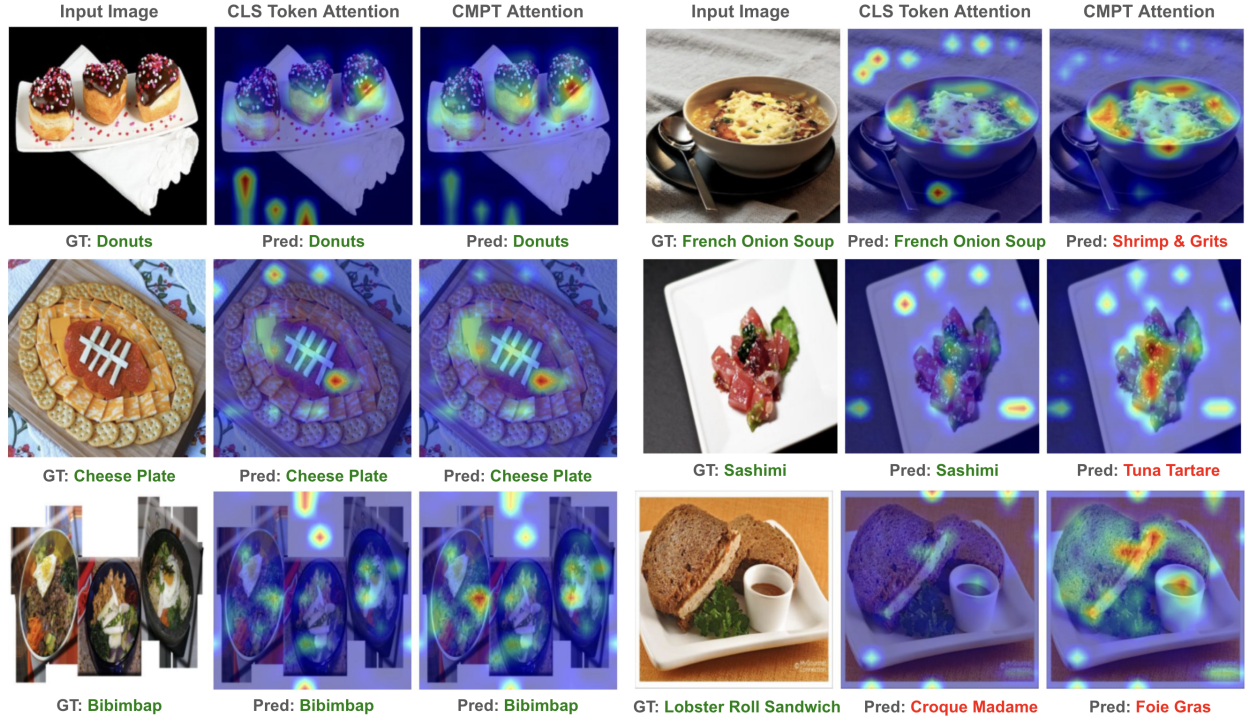 Input Image CLS Token Attention CMPT Attention Input Image CLS Token Attention CMPT Attention
GT: Donuts Pred: Donuts Pred: Donuts GT: French Onion Soup Pred: French Onion Soup Pred: Shrimp & Grits
GT: Cheese Plate Pred: Cheese Plate Pred: Cheese Plate GT: Sashimi Pred: Sashimi Pred: Tuna Tartare
GT: Bibimbap Pred: Bibimbap Pred: Bibimbap GT: Lobster Roll Sandwich Pred: Croque Madame Pred: Foie Gras